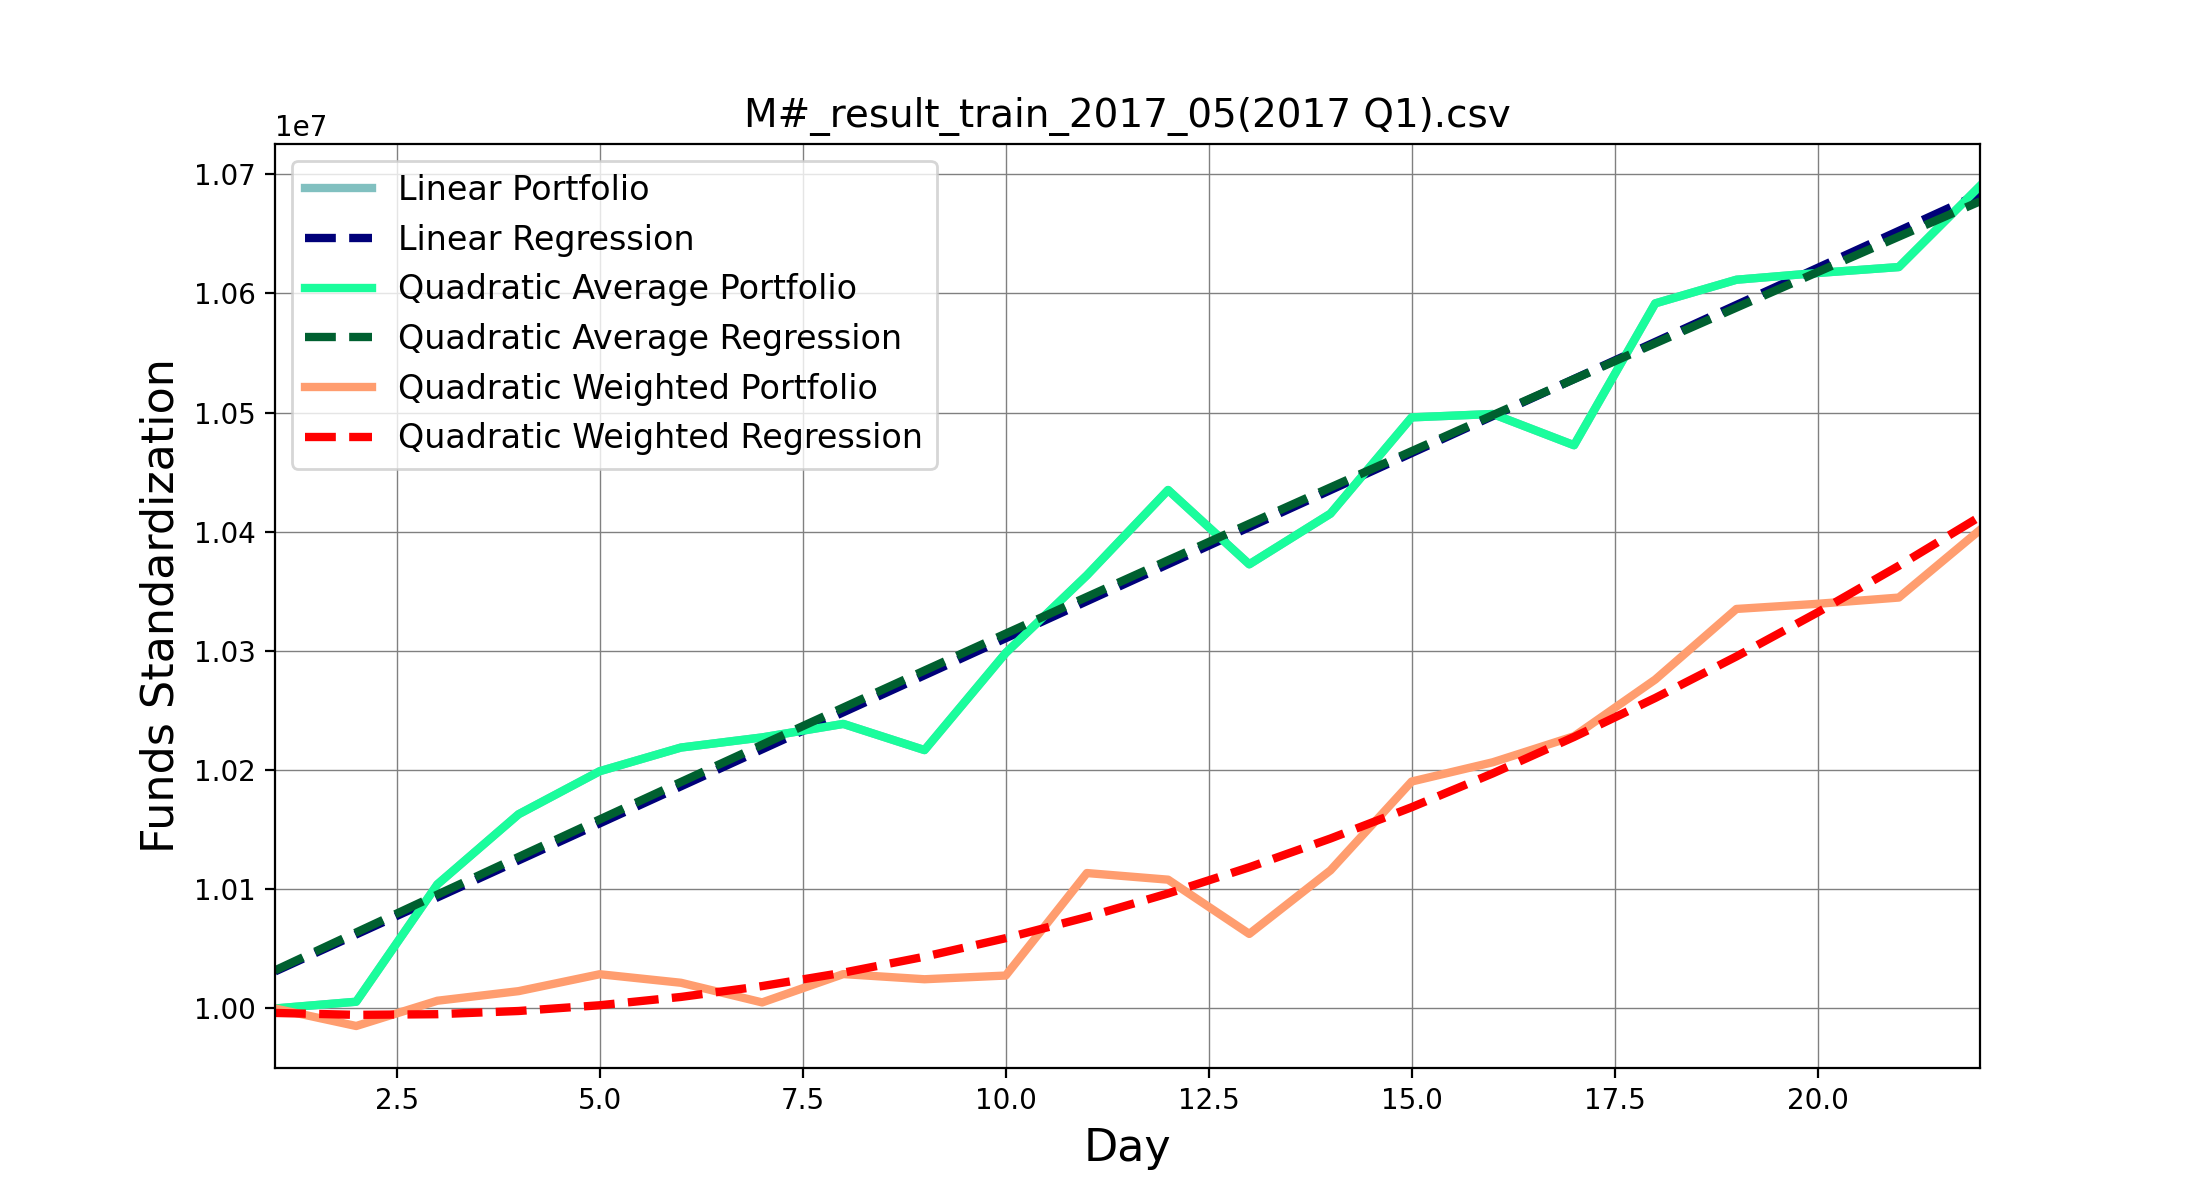 M#_result_train_2017_05(2017 Q1).csv
1e7
1.07
1.06
1.05
1.04
1.03
1.02
1.01
1.00
Funds Standardization
Linear Portfolio
Linear Regression
Quadratic Average Portfolio
Quadratic Average Regression
Quadratic Weighted Portfolio
Quadratic Weighted Regression
2.5 5.0 7.5 10.0 12.5 15.0 17.5 20.0
Day